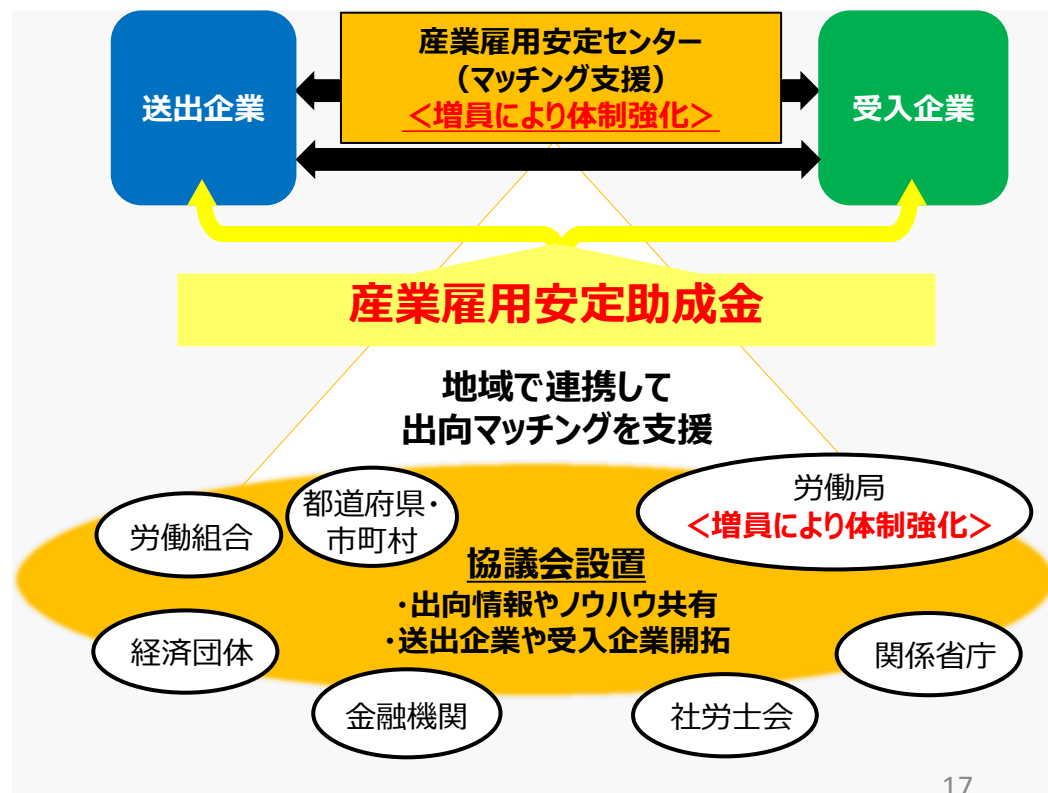 産業雇用安定センター
（マッチング支援）
＜増員により体制強化＞
送出企業
受入企業
産業雇用安定助成金
地域で連携して
出向マッチングを支援
労働組合
都道府県・
市町村
労働局
＜増員により体制強化＞
協議会設置
・出向情報やノウハウ共有
・送出企業や受入企業開拓
経済団体
関係省庁
金融機関
社労士会
17